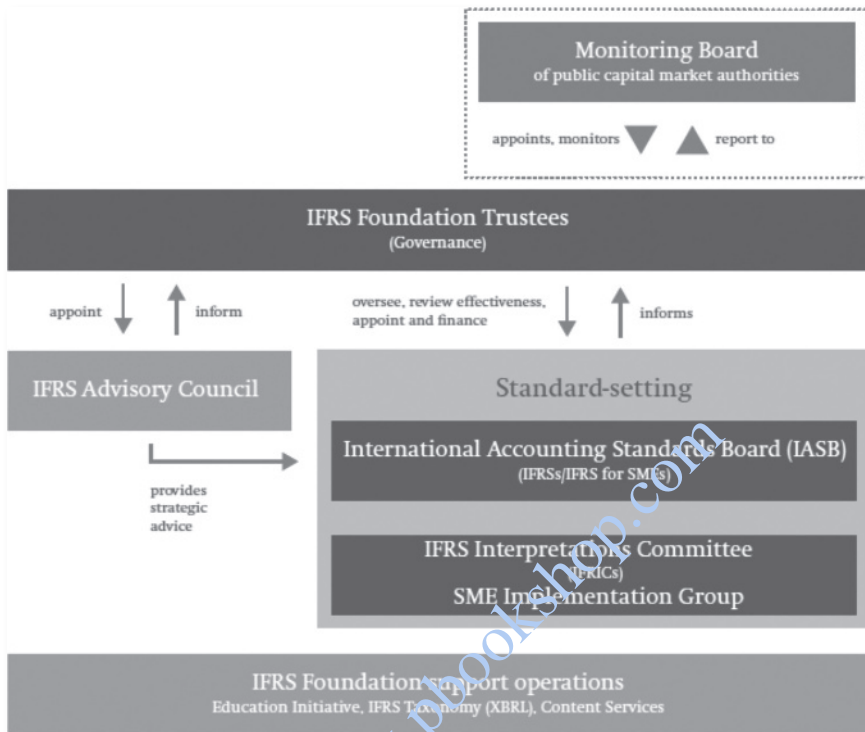 Monitoring Board
of public capital market authorities
appoints, monitors
report to
IFRS Foundation Trustees
(Governance)
appoint
inform
oversee, review effectiveness,
appoint and finance
informs
IFRS Advisory Council
Standard-setting
International Accounting Standards Board (IASB)
(IFRSs/IFRS for SMEs)
provides
strategic
advice
IFRS Interpretations Committee
(IFRICs)
SME Implementation Group
IFRS Foundation support operations
Education Initiative, IFRS Taxonomy (XBRL), Content Services
pbookshop.com